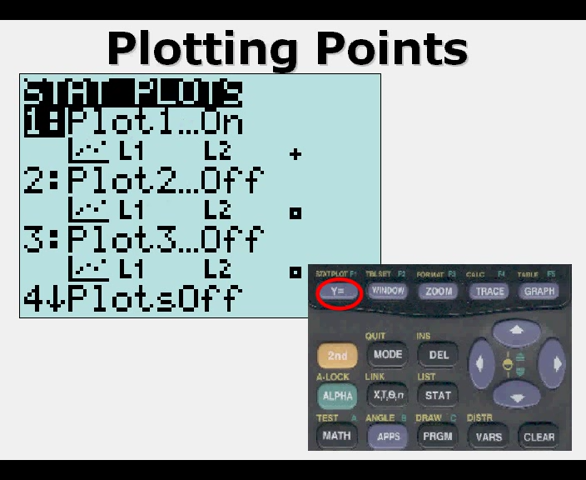 Plotting Points
STAT PLOTS
1:Plot1…On
L1 L2 +
2:Plot2…Off
L1 L2 ▫
3:Plot3…Off
L1 L2 ▫
4↓PlotsOff
STAT PLOT F1 TBLSET F2 FORMAT F3 CALC F4 TABLE F5
Y= WINDOW ZOOM TRACE GRAPH
QUIT INS
2nd MODE DEL
A-LOCK LINK LIST
ALPHA X,T,Θ,n STAT
TEST A ANGLE B DRAW C DISTR
MATH APPS PRGM VARS CLEAR